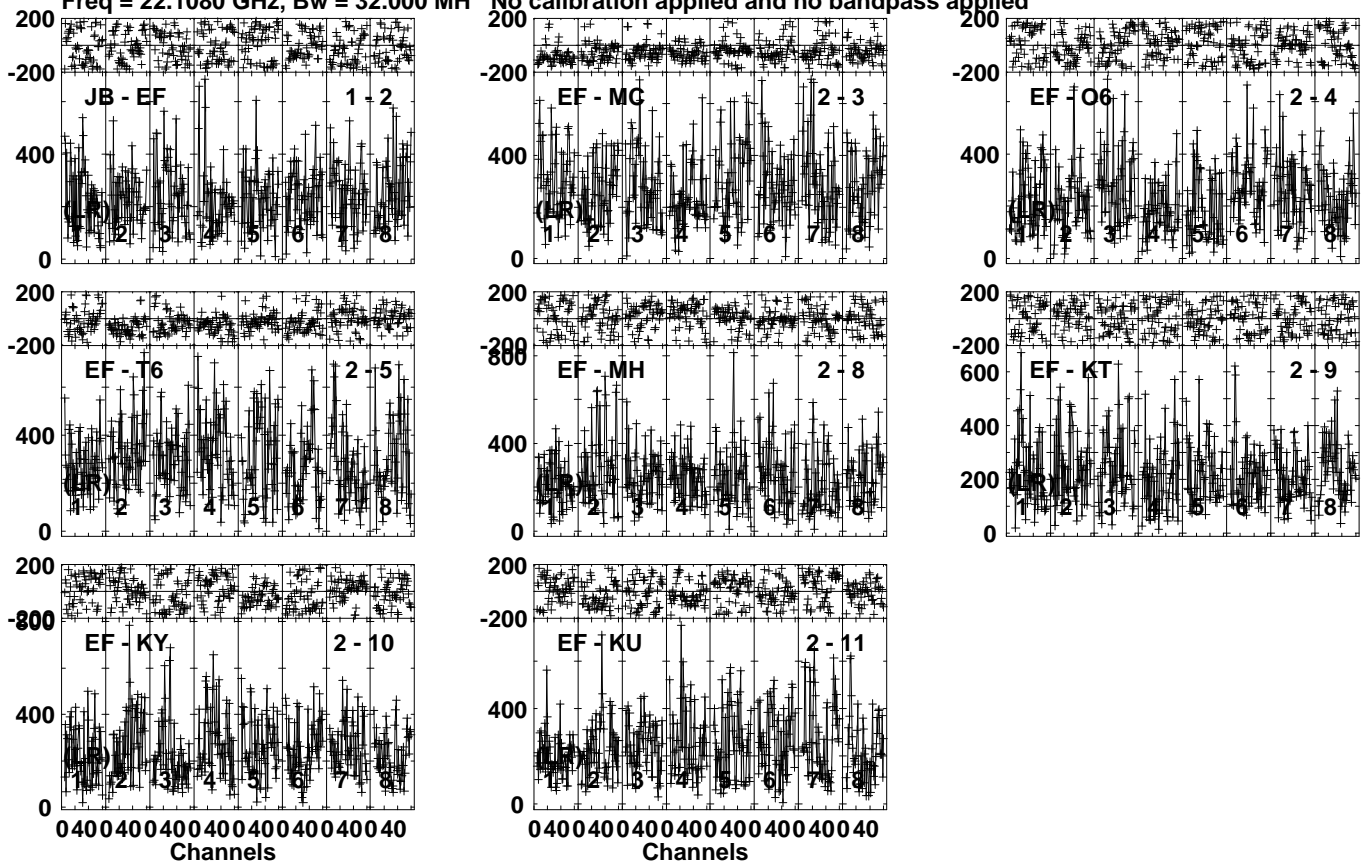 Freq = 22.1080 GHz, Bw = 32.000 MH No calibration applied and no bandpass applied
200
-200
JB - EF 1 - 2
400
0
(LR)
1 2 3 4 5 6 7 8
EF - MC 2 - 3
200
-200
400
0
(LR)
1 2 3 4 5 6 7 8
EF - O6 2 - 4
200
-200
400
0
(LR)
1 2 3 4 5 6 7 8
200
-200
EF - T6 2 - 5
400
0
(LR)
1 2 3 4 5 6 7 8
200
-200
800
EF - MH 2 - 8
400
0
(LR)
1 2 3 4 5 6 7 8
200
-200
EF - KT 2 - 9
600
400
200
0
(LR)
1 2 3 4 5 6 7 8
200
-200
800
EF - KY 2 - 10
400
0
(LR)
1 2 3 4 5 6 7 8
0 40 0 40 0 40 0 40 0 40 0 40 0 40 0 40
Channels
200
-200
EF - KU 2 - 11
400
0
(LR)
1 2 3 4 5 6 7 8
0 40 0 40 0 40 0 40 0 40 0 40 0 40 0 40
Channels